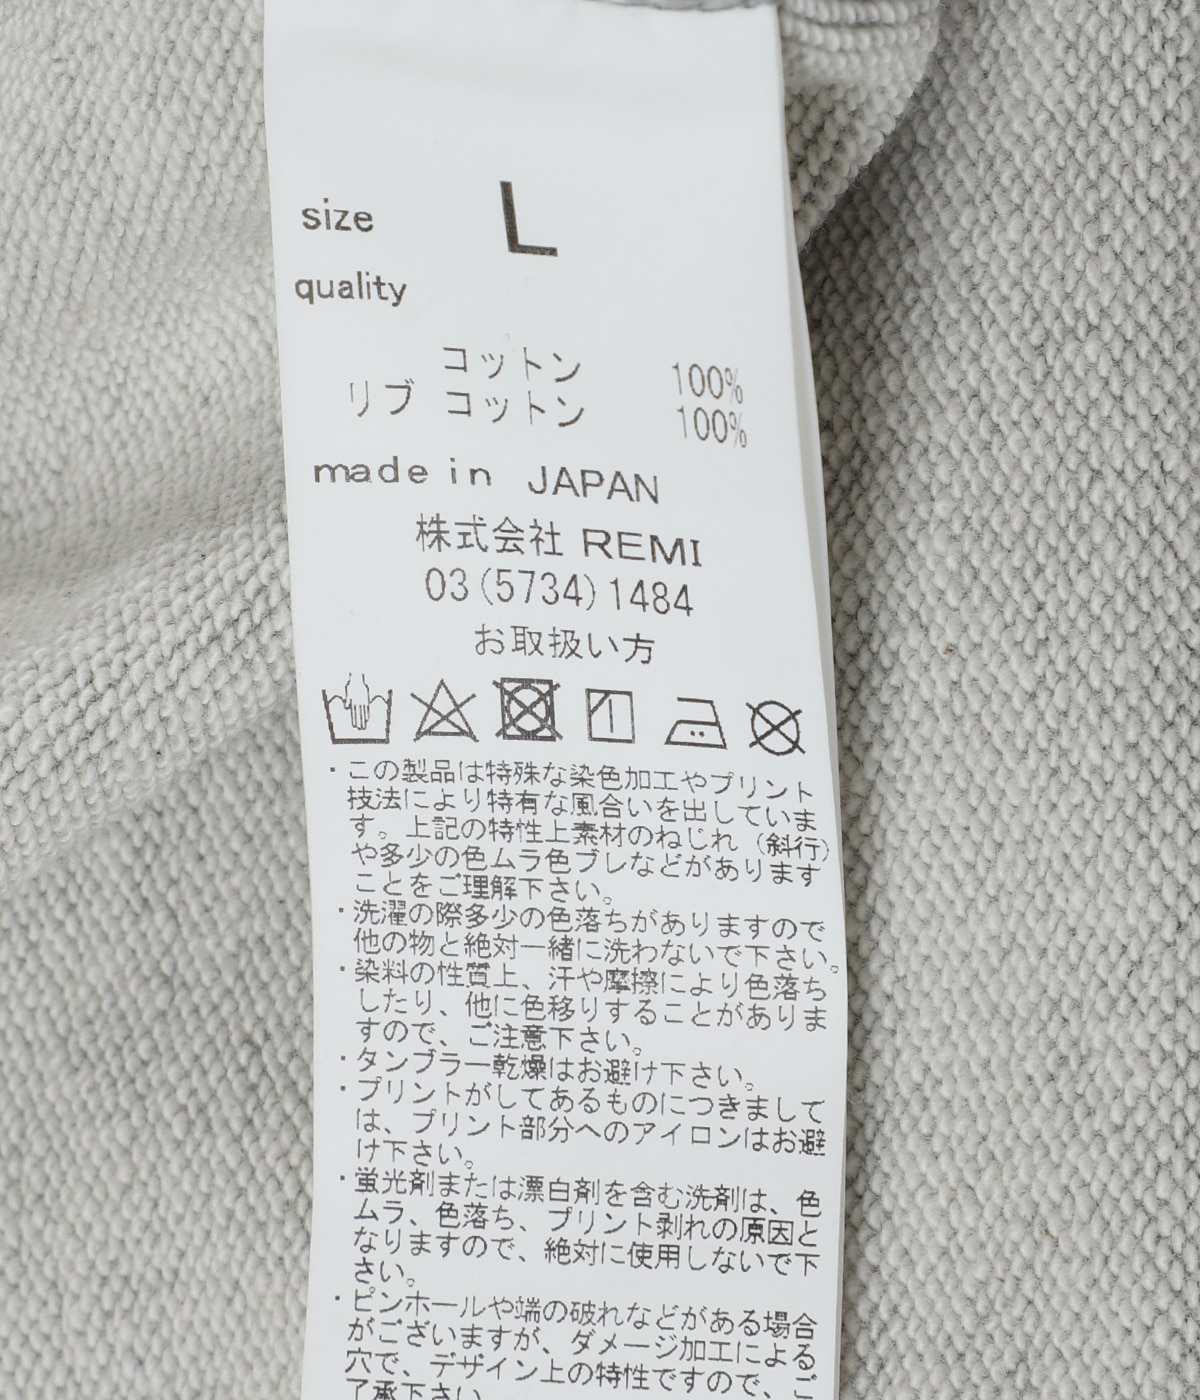 size L
quality
コットン 100%
リブ コットン 100%
made in JAPAN
株式会社 REMI
03(5734)1484
お取扱い方
・この製品は特殊な染色加工やプリント
技法により特有な風合いを出していま
す。上記の特性上素材のねじれ（斜行）
や多少の色ムラ色ブレなどがあります
ことをご理解下さい。
・洗濯の際多少の色落ちがありますので
他の物と絶対一緒に洗わないで下さい。
・染料の性質上、汗や摩擦により色落ち
したり、他に色移りすることがありま
すので、ご注意下さい。
・タンブラー乾燥はお避け下さい。
・プリントがしてあるものにつきまして
は、プリント部分へのアイロンはお避
け下さい。
・蛍光剤または漂白剤を含む洗剤は、色
ムラ、色落ち、プリント剥れの原因と
なりますので、絶対に使用しないで下
さい。
・ピンホールや端の破れなどがある場合
がございますが、ダメージ加工による
穴で、デザイン上の特性ですので、ご
了承下さい